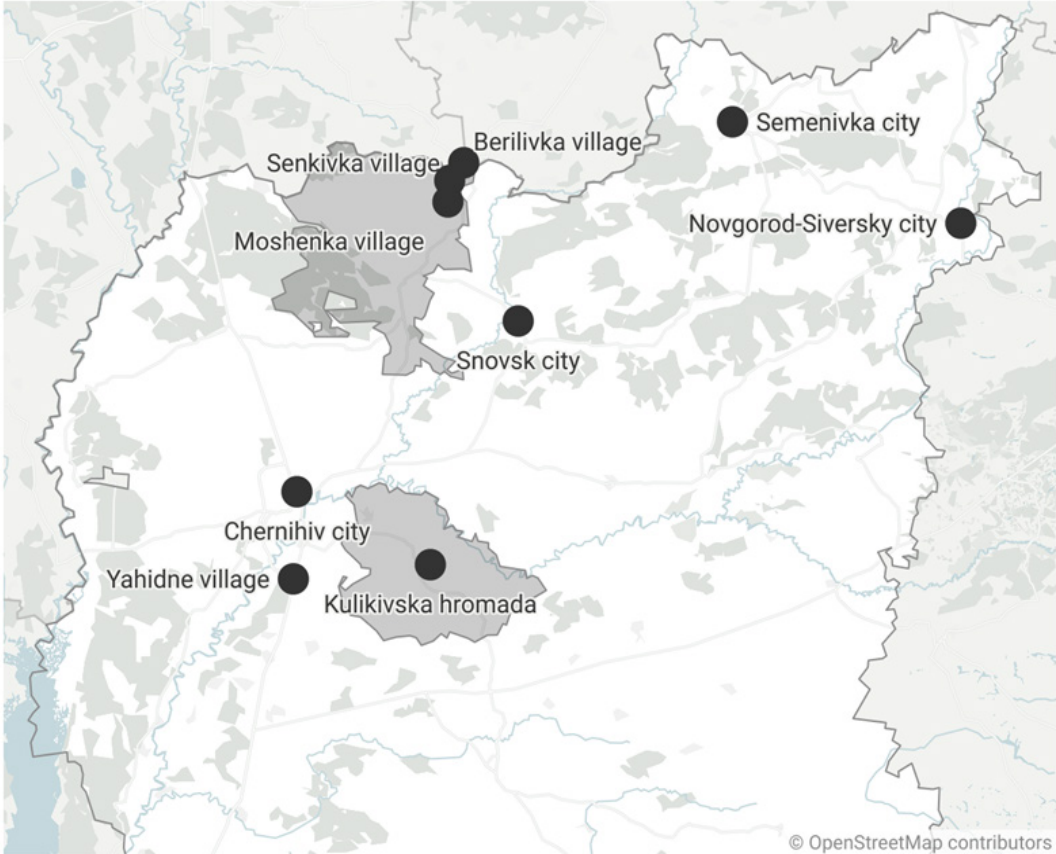 Semenivka city
Berilivka village
Senkivka village
Novgorod-Siversky city
Moshenka village
Snovsk city
Chernihiv city
Yahidne village
Kulikivska hromada
© OpenStreetMap contributors